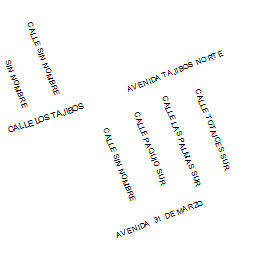 CALLE SIN NOMBRE
SIN NOMBRE
AVENIDA TAJIBOS NORTE
CALLE LOS TAJIBOS
CALLE TOTAICES SUR
CALLE LAS PALMAS SUR
CALLE PAQUIO SUR
CALLE SIN NOMBRE
AVENIDA 31 DE MARZO